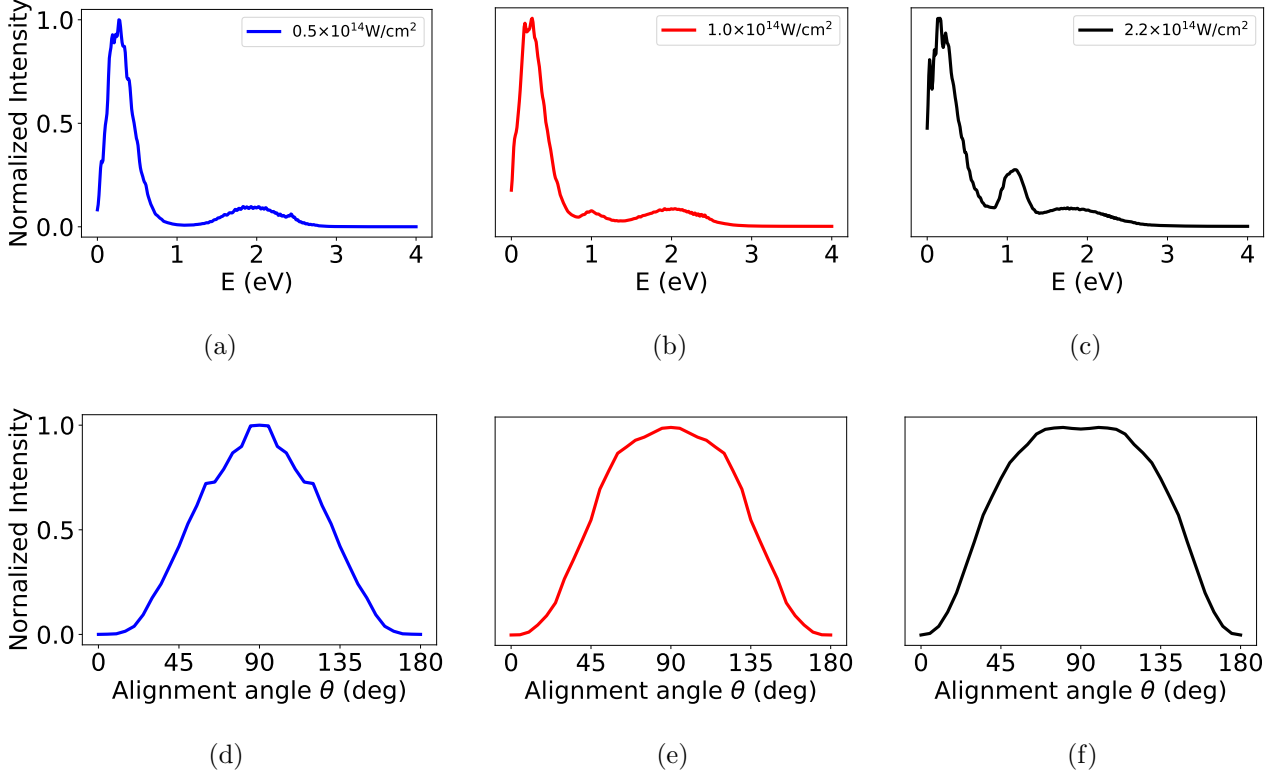 Normalized Intensity
1.0
0.5
0.0
0.5×10¹⁴W/cm²
0 1 2 3 4
E (eV)
(a)
1.0×10¹⁴W/cm²
0 1 2 3 4
E (eV)
(b)
2.2×10¹⁴W/cm²
0 1 2 3 4
E (eV)
(c)
Normalized Intensity
1.0
0.5
0.0
0 45 90 135 180
Alignment angle θ (deg)
(d)
0 45 90 135 180
Alignment angle θ (deg)
(e)
0 45 90 135 180
Alignment angle θ (deg)
(f)